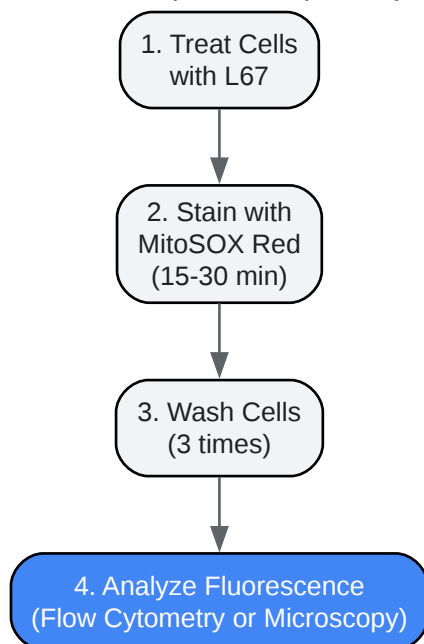 1. Treat Cells
with L67
2. Stain with
MitoSOX Red
(15-30 min)
3. Wash Cells
(3 times)
4. Analyze Fluorescence
(Flow Cytometry or Microscopy)